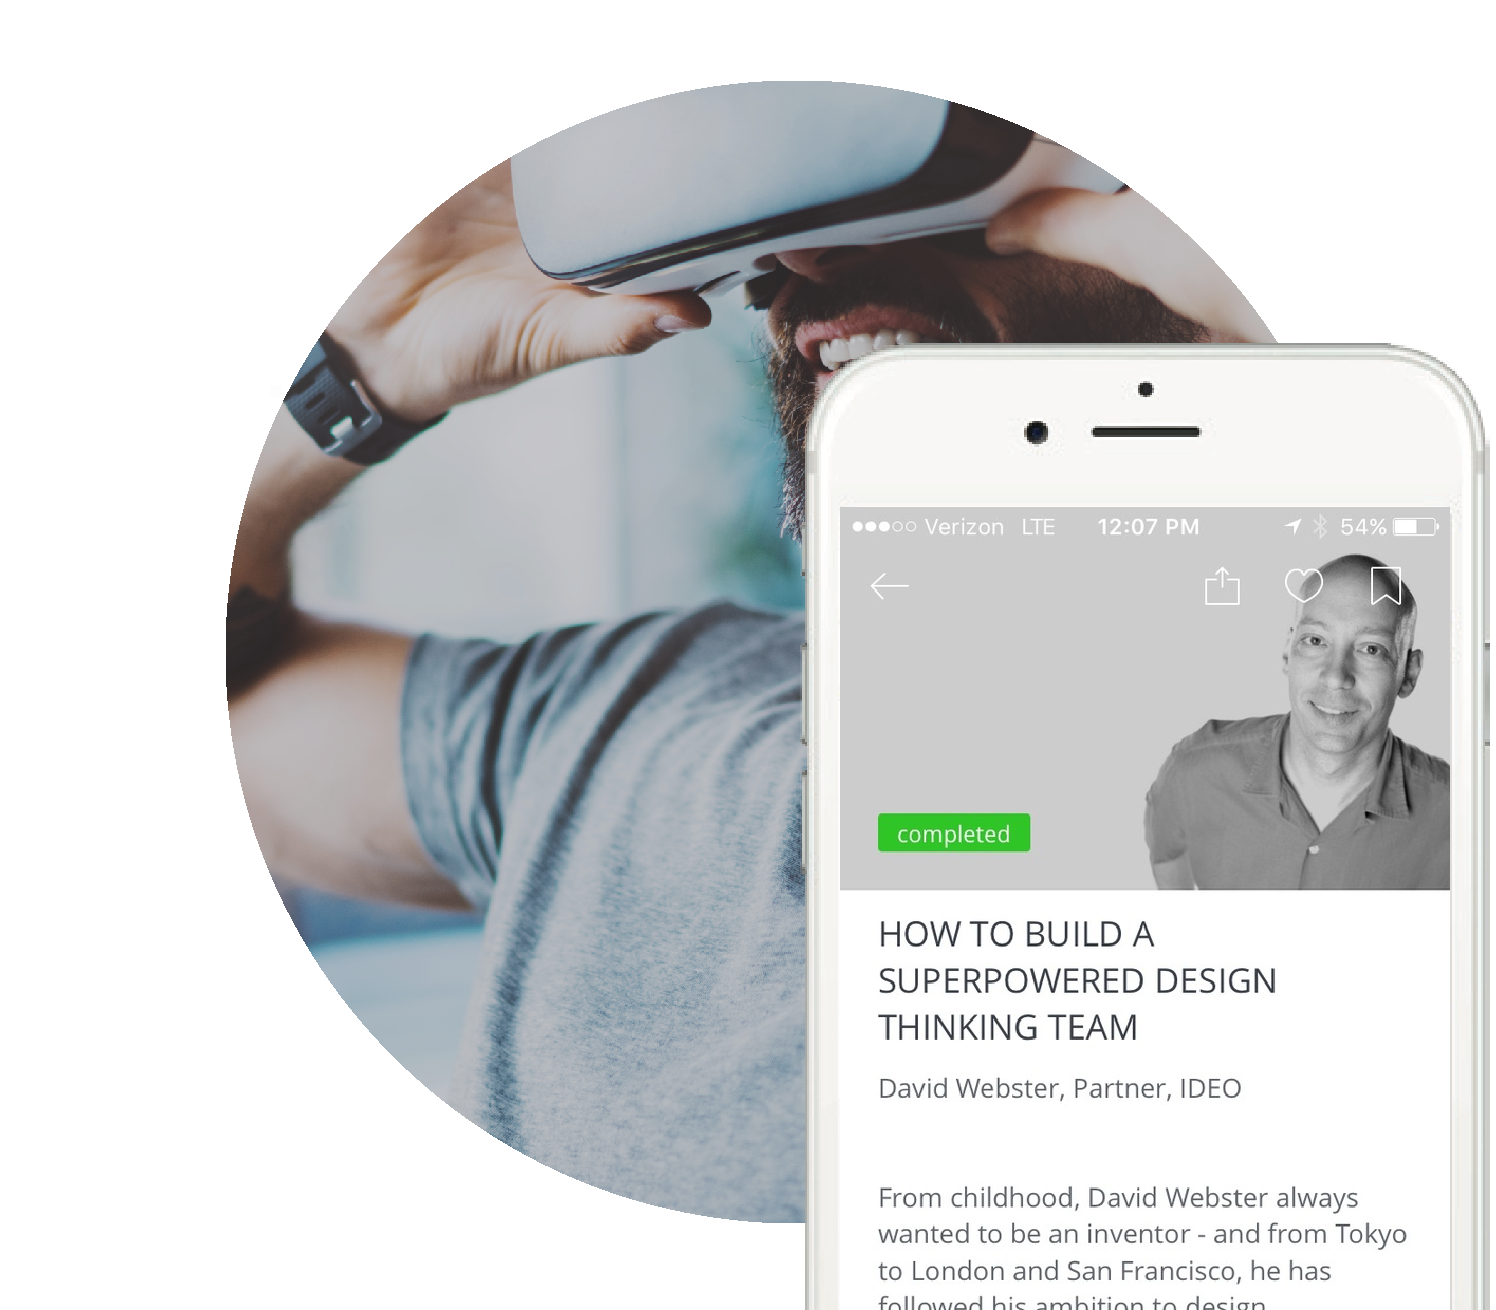 Verizon LTE 12:07 PM 54%
completed
HOW TO BUILD A
SUPERPOWERED DESIGN
THINKING TEAM
David Webster, Partner, IDEO
From childhood, David Webster always
wanted to be an inventor - and from Tokyo
to London and San Francisco, he has
followed his ambition to design